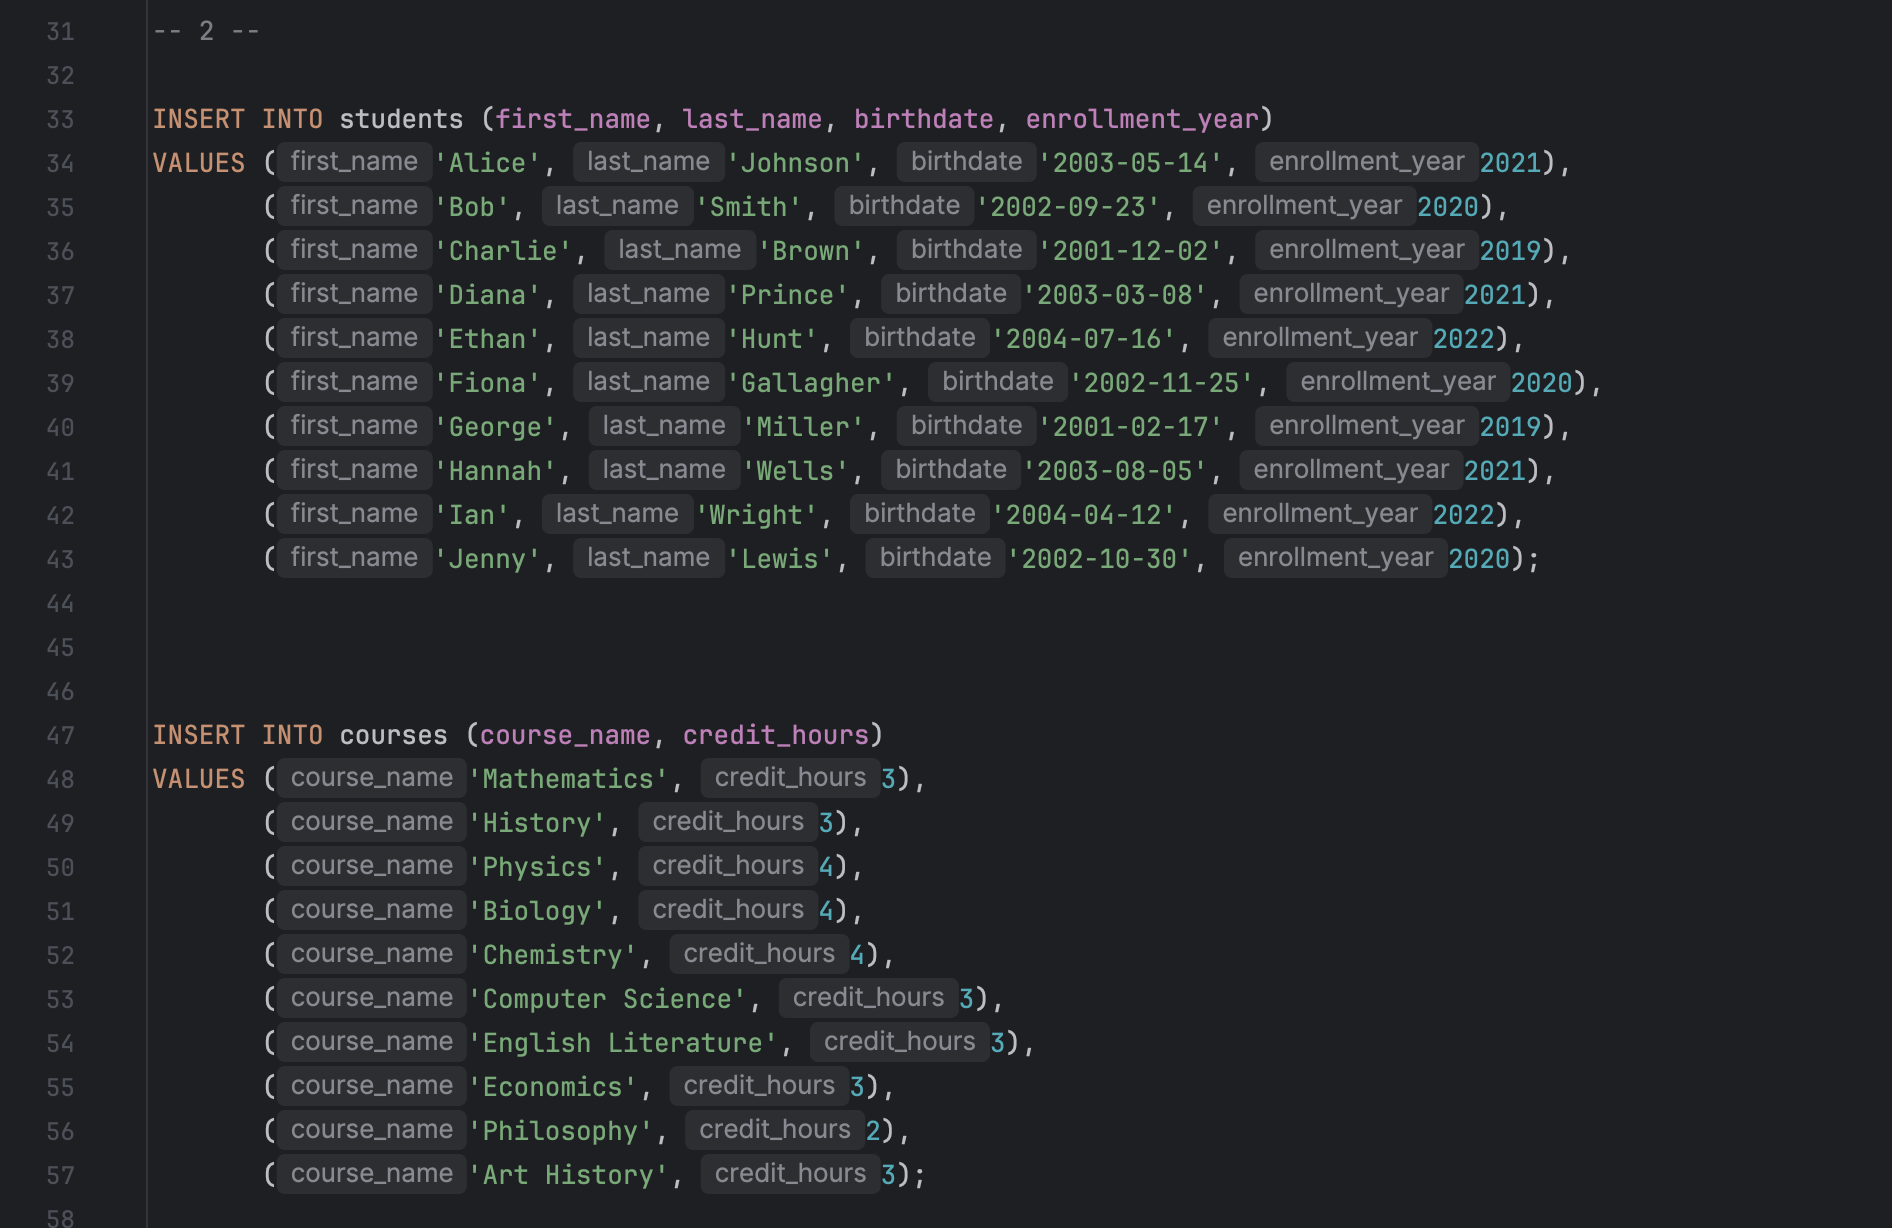 31 -- 2 --
32
33 INSERT INTO students (first_name, last_name, birthdate, enrollment_year)
34 VALUES ( first_name 'Alice', last_name 'Johnson', birthdate '2003-05-14', enrollment_year 2021),
35 ( first_name 'Bob', last_name 'Smith', birthdate '2002-09-23', enrollment_year 2020),
36 ( first_name 'Charlie', last_name 'Brown', birthdate '2001-12-02', enrollment_year 2019),
37 ( first_name 'Diana', last_name 'Prince', birthdate '2003-03-08', enrollment_year 2021),
38 ( first_name 'Ethan', last_name 'Hunt', birthdate '2004-07-16', enrollment_year 2022),
39 ( first_name 'Fiona', last_name 'Gallagher', birthdate '2002-11-25', enrollment_year 2020),
40 ( first_name 'George', last_name 'Miller', birthdate '2001-02-17', enrollment_year 2019),
41 ( first_name 'Hannah', last_name 'Wells', birthdate '2003-08-05', enrollment_year 2021),
42 ( first_name 'Ian', last_name 'Wright', birthdate '2004-04-12', enrollment_year 2022),
43 ( first_name 'Jenny', last_name 'Lewis', birthdate '2002-10-30', enrollment_year 2020);
44
45
46
47 INSERT INTO courses (course_name, credit_hours)
48 VALUES ( course_name 'Mathematics', credit_hours 3),
49 ( course_name 'History', credit_hours 3),
50 ( course_name 'Physics', credit_hours 4),
51 ( course_name 'Biology', credit_hours 4),
52 ( course_name 'Chemistry', credit_hours 4),
53 ( course_name 'Computer Science', credit_hours 3),
54 ( course_name 'English Literature', credit_hours 3),
55 ( course_name 'Economics', credit_hours 3),
56 ( course_name 'Philosophy', credit_hours 2),
57 ( course_name 'Art History', credit_hours 3);
58